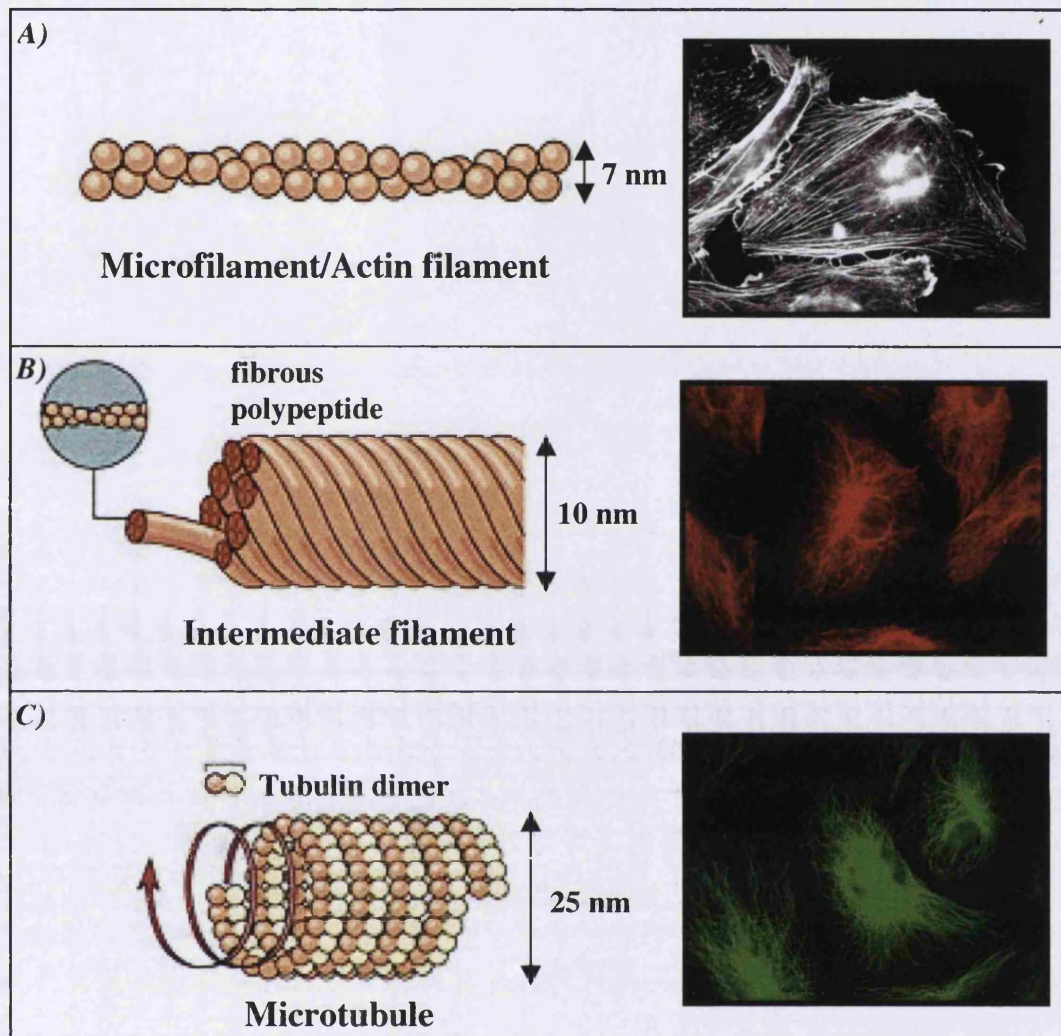 A)
7 nm
Microfilament/Actin filament
B)
fibrous
polypeptide
10 nm
Intermediate filament
C)
Tubulin dimer
25 nm
Microtubule